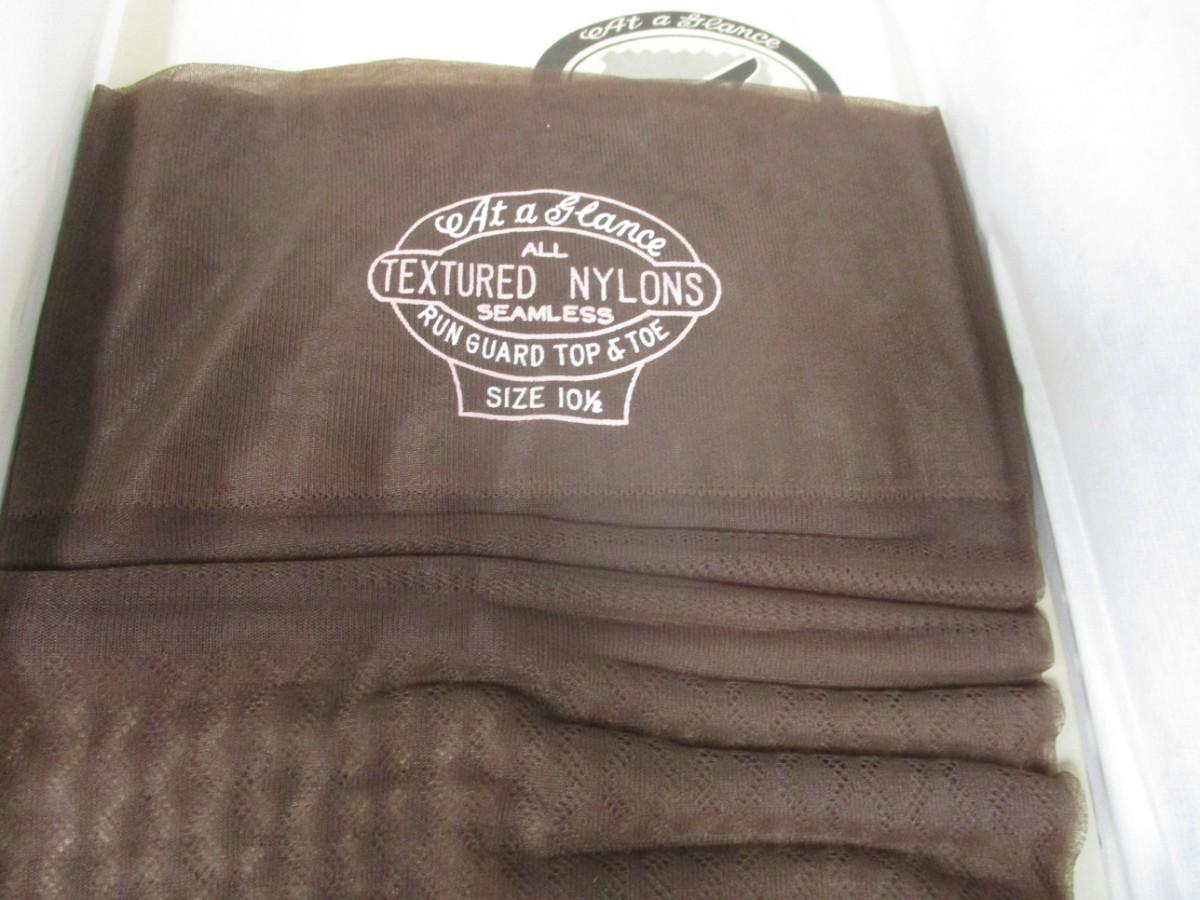 At a Glance
At a Glance
ALL
TEXTURED NYLONS
SEAMLESS
RUN GUARD TOP & TOE
SIZE 10½